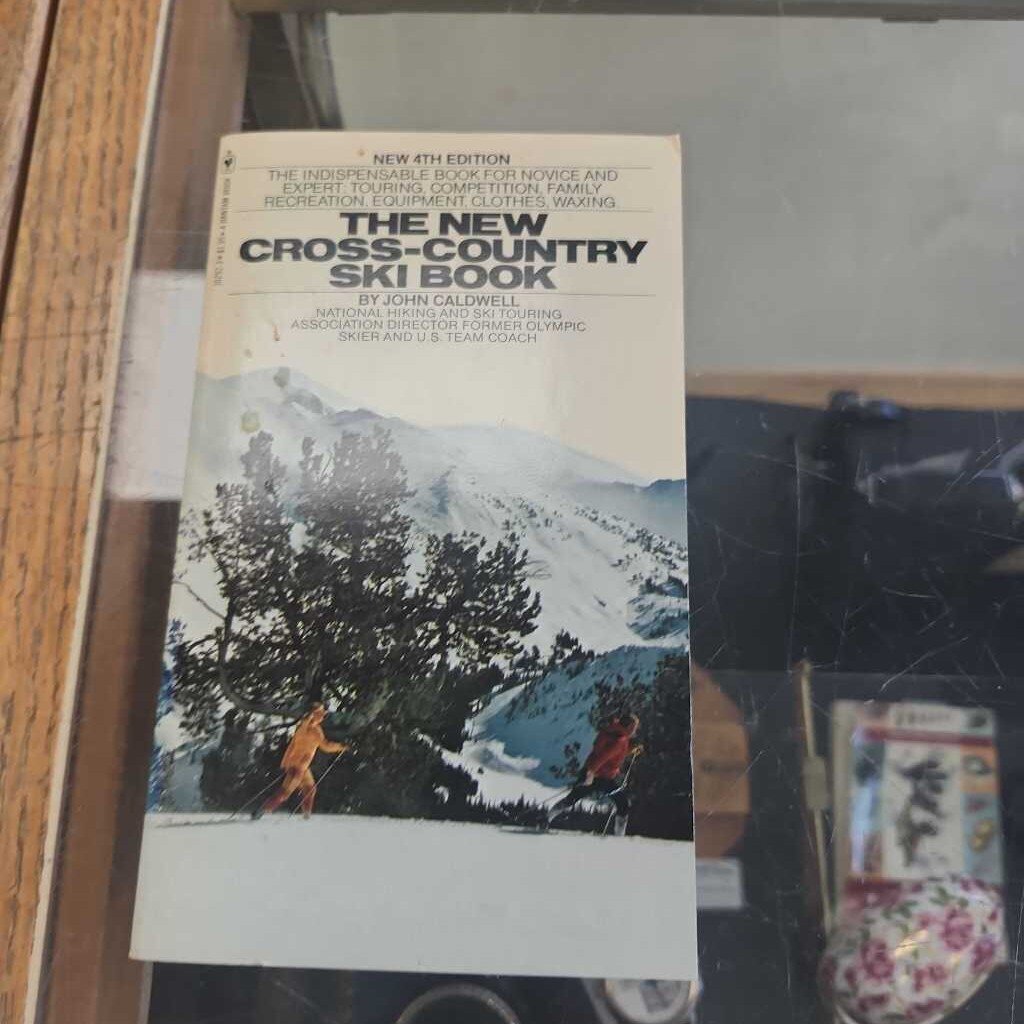 NEW 4TH EDITION
THE INDISPENSABLE BOOK FOR NOVICE AND
EXPERT: TOURING, COMPETITION, FAMILY
RECREATION, EQUIPMENT, CLOTHES, WAXING.
THE NEW
CROSS-COUNTRY
SKI BOOK
BY JOHN CALDWELL
NATIONAL HIKING AND SKI TOURING
ASSOCIATION DIRECTOR FORMER OLYMPIC
SKIER AND U.S. TEAM COACH
A BANTAM BOOK